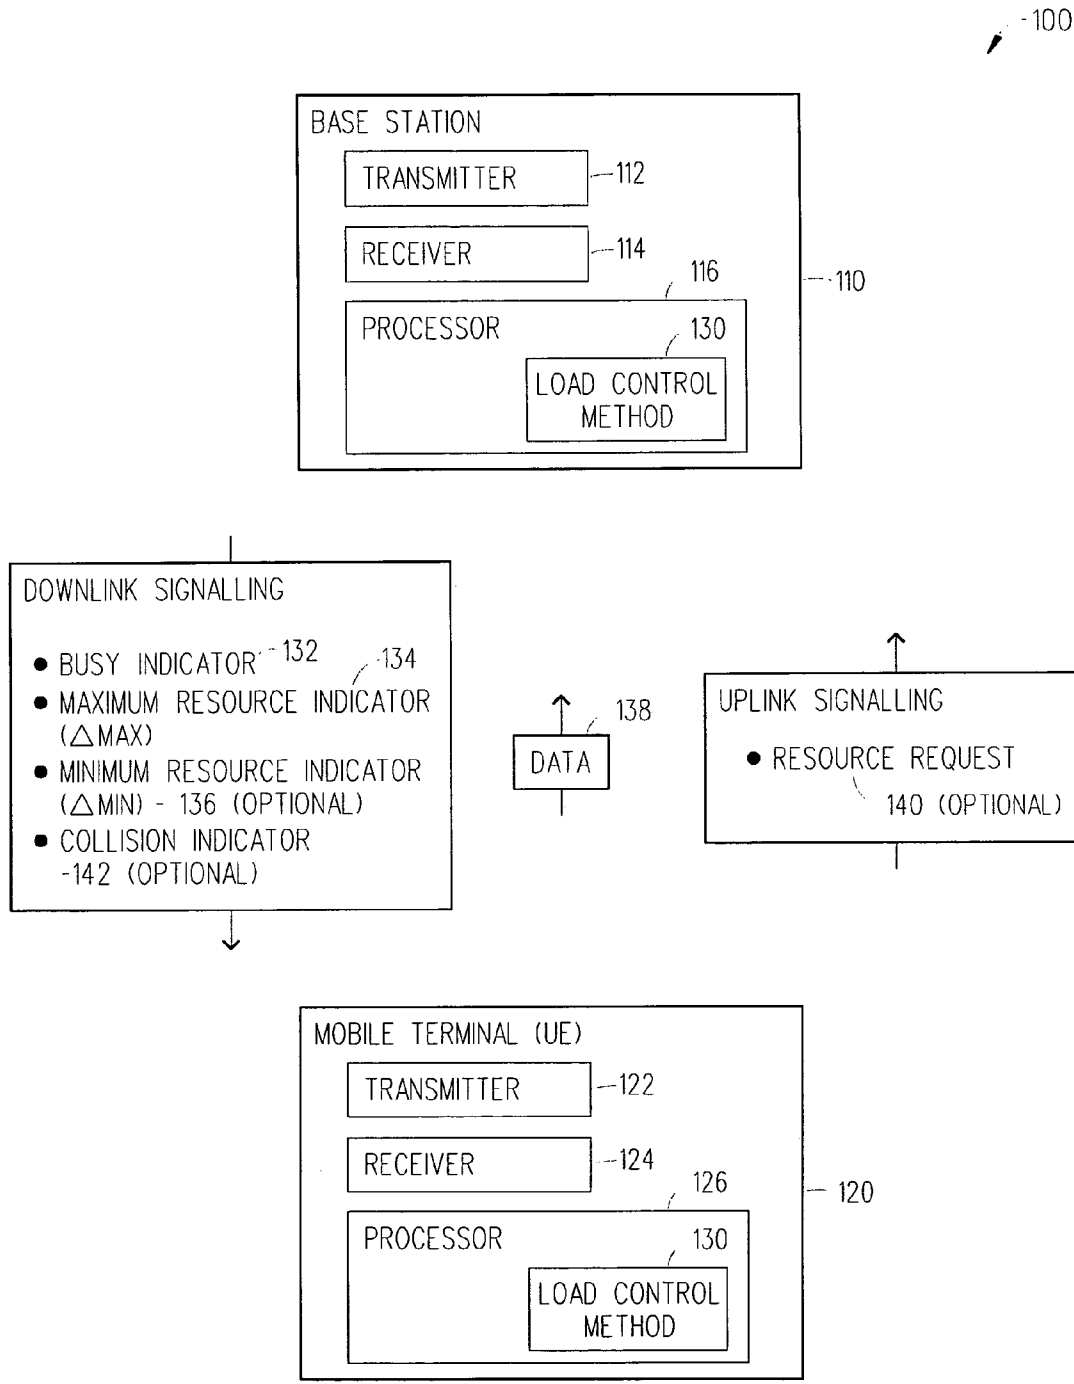 -100
BASE STATION
TRANSMITTER
112
RECEIVER
114
110
116
PROCESSOR
130
LOAD CONTROL
METHOD
DOWNLINK SIGNALLING
● BUSY INDICATOR -132
-134
● MAXIMUM RESOURCE INDICATOR
(△MAX)
● MINIMUM RESOURCE INDICATOR
(△MIN) - 136 (OPTIONAL)
● COLLISION INDICATOR
-142 (OPTIONAL)
138
DATA
UPLINK SIGNALLING
● RESOURCE REQUEST
140 (OPTIONAL)
MOBILE TERMINAL (UE)
TRANSMITTER
122
RECEIVER
124
120
126
PROCESSOR
130
LOAD CONTROL
METHOD